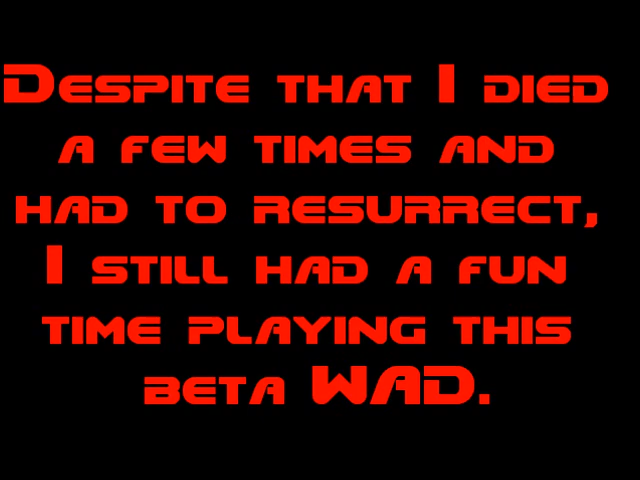 Despite that I died
a few times and
had to resurrect,
I still had a fun
time playing this
beta WAD.